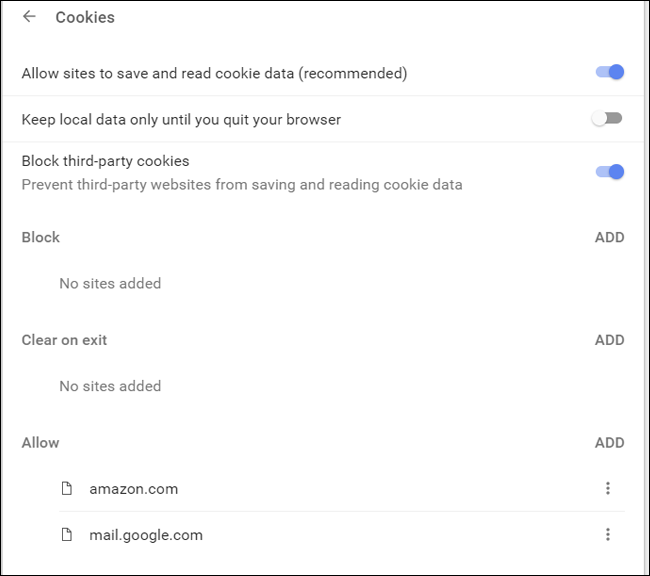 Cookies
Allow sites to save and read cookie data (recommended)
Keep local data only until you quit your browser
Block third-party cookies
Prevent third-party websites from saving and reading cookie data
Block ADD
No sites added
Clear on exit ADD
No sites added
Allow ADD
amazon.com
mail.google.com